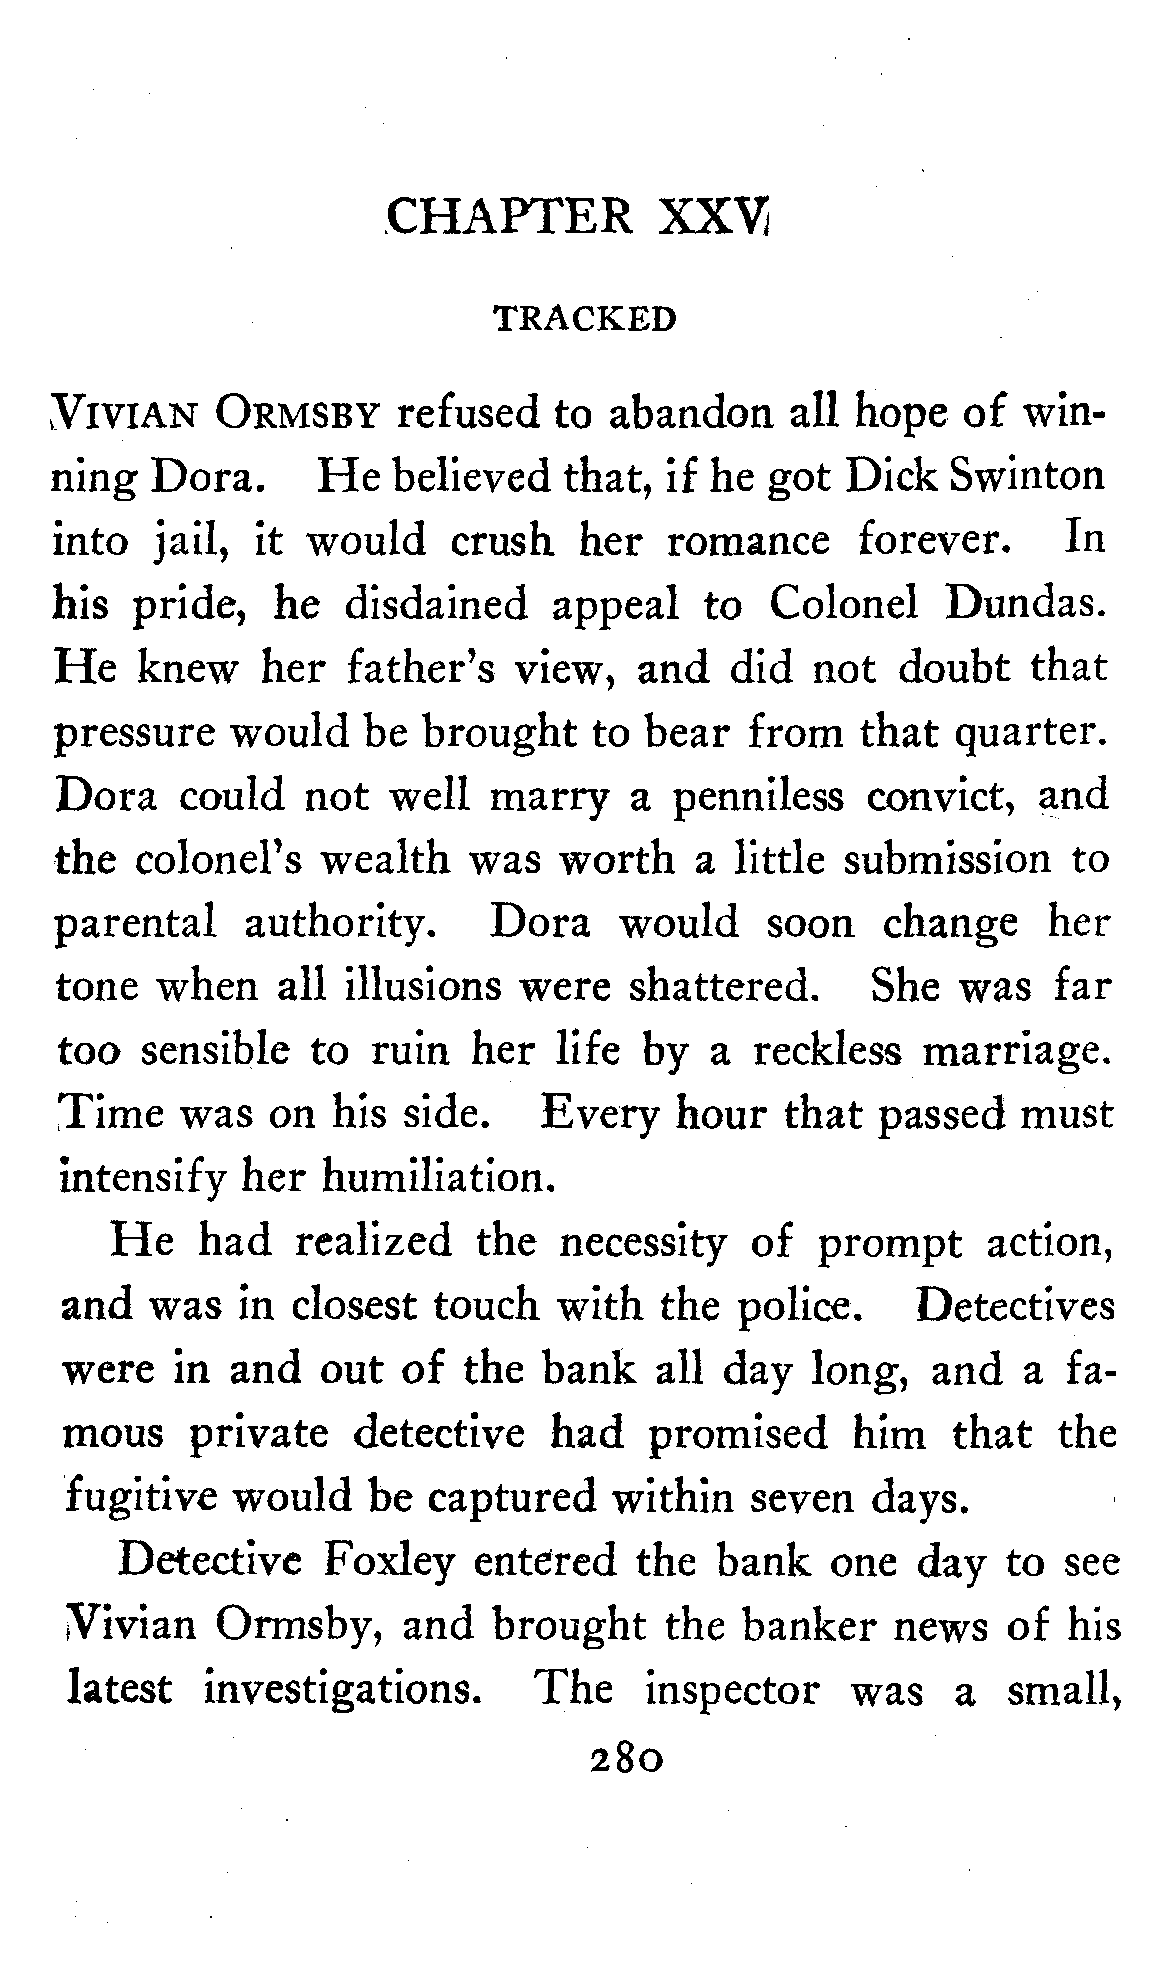 CHAPTER XXV
TRACKED
VIVIAN ORMSBY refused to abandon all hope of win-
ning Dora. He believed that, if he got Dick Swinton
into jail, it would crush her romance forever. In
his pride, he disdained appeal to Colonel Dundas.
He knew her father's view, and did not doubt that
pressure would be brought to bear from that quarter.
Dora could not well marry a penniless convict, and
the colonel's wealth was worth a little submission to
parental authority. Dora would soon change her
tone when all illusions were shattered. She was far
too sensible to ruin her life by a reckless marriage.
Time was on his side. Every hour that passed must
intensify her humiliation.
He had realized the necessity of prompt action,
and was in closest touch with the police. Detectives
were in and out of the bank all day long, and a fa-
mous private detective had promised him that the
fugitive would be captured within seven days.
Detective Foxley entered the bank one day to see
Vivian Ormsby, and brought the banker news of his
latest investigations. The inspector was a small,
280